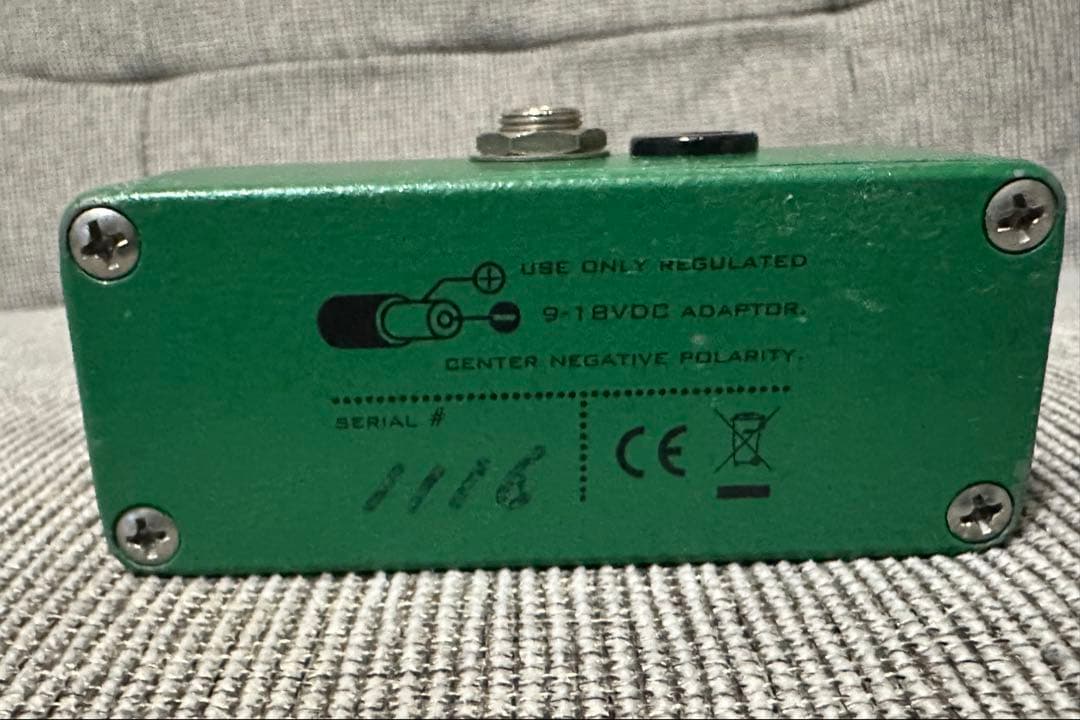 USE ONLY REGULATED
9-18VDC ADAPTOR.
CENTER NEGATIVE POLARITY.
SERIAL #
1116
CE